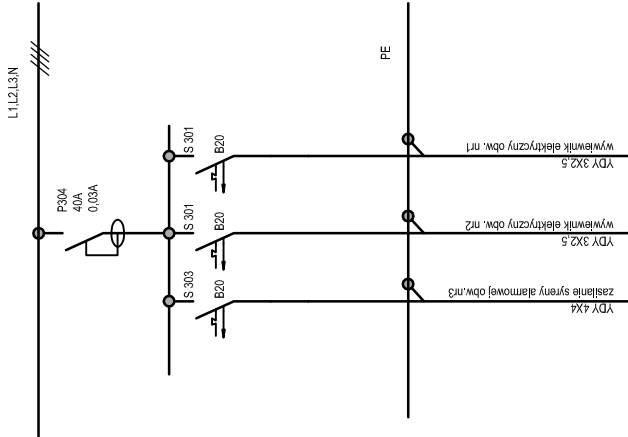 L1,L2,L3,N
PE
P304
40A
0,03A
S 301
B20
wywiewnik elektryczny obw. nr1
YDY 3X2,5
S 301
B20
wywiewnik elektryczny obw. nr2
YDY 3X2,5
S 303
B20
zasilanie syreny alarmowej obw.nr3
YDY 4X4